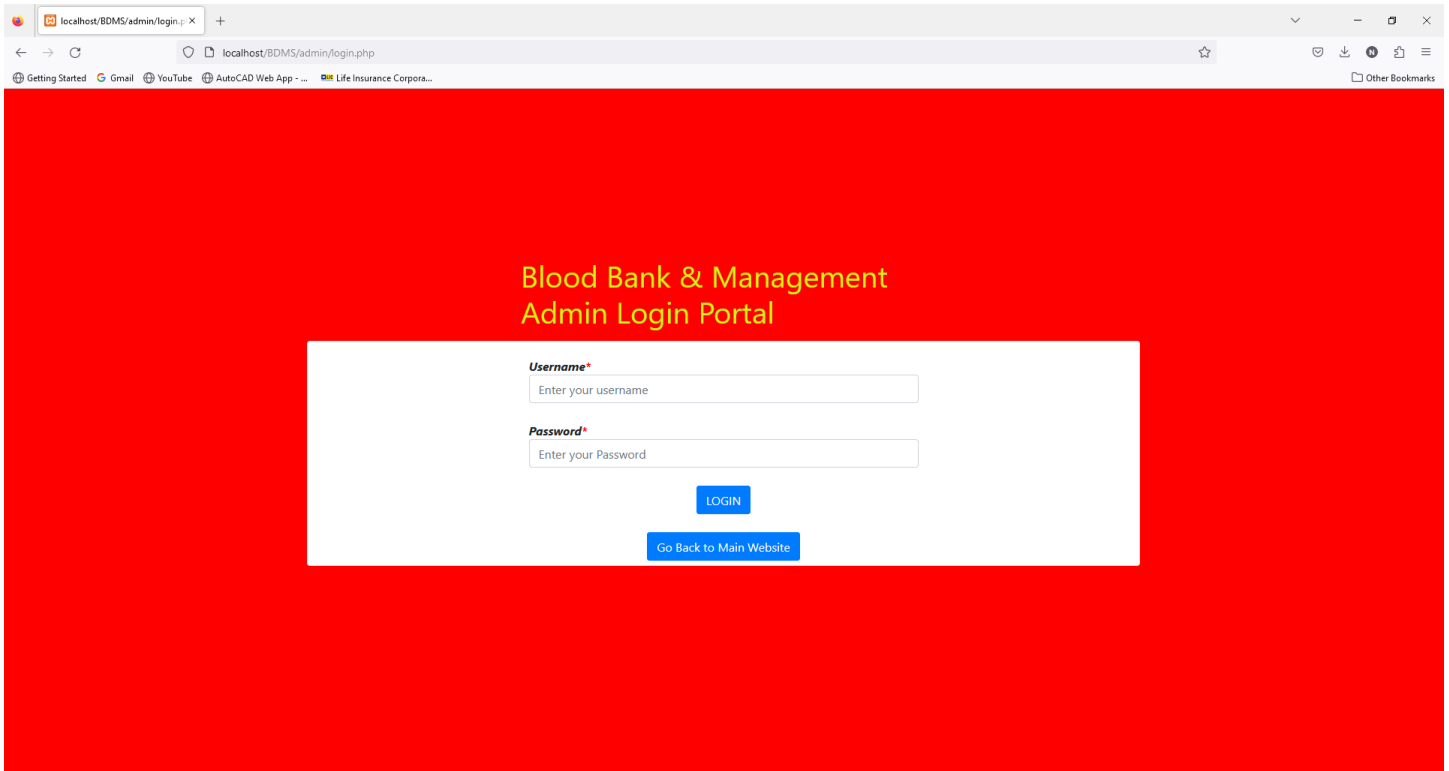 localhost/BDMS/admin/login.p
localhost/BDMS/admin/login.php
N
Getting Started Gmail YouTube AutoCAD Web App - ... Life Insurance Corpora... Other Bookmarks
Blood Bank & Management
Admin Login Portal
Username*
Enter your username
Password*
Enter your Password
LOGIN
Go Back to Main Website